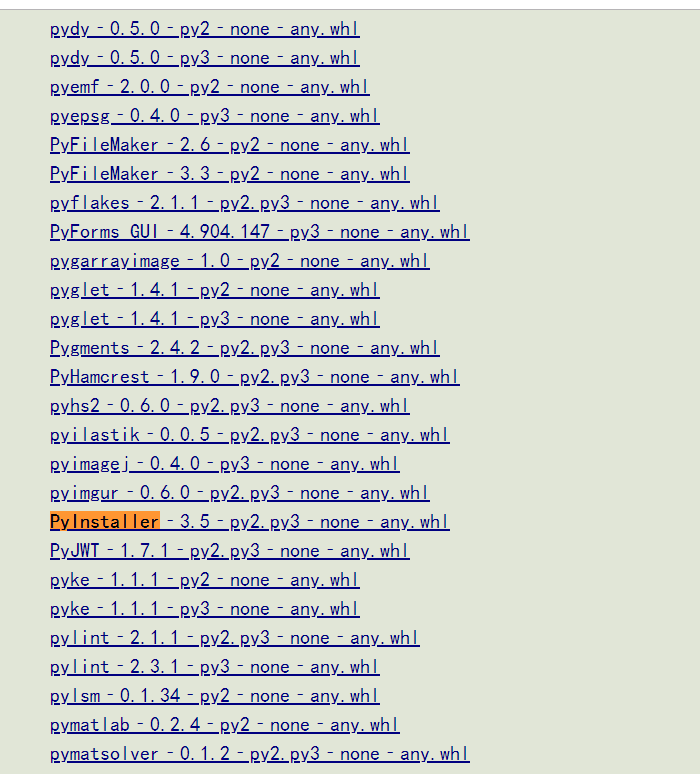 pydy‑0.5.0‑py2‑none‑any.whl
pydy‑0.5.0‑py3‑none‑any.whl
pyemf‑2.0.0‑py2‑none‑any.whl
pyepsg‑0.4.0‑py3‑none‑any.whl
PyFileMaker‑2.6‑py2‑none‑any.whl
PyFileMaker‑3.3‑py2‑none‑any.whl
pyflakes‑2.1.1‑py2.py3‑none‑any.whl
PyForms_GUI‑4.904.147‑py3‑none‑any.whl
pygarrayimage‑1.0‑py2‑none‑any.whl
pyglet‑1.4.1‑py2‑none‑any.whl
pyglet‑1.4.1‑py3‑none‑any.whl
Pygments‑2.4.2‑py2.py3‑none‑any.whl
PyHamcrest‑1.9.0‑py2.py3‑none‑any.whl
pyhs2‑0.6.0‑py2.py3‑none‑any.whl
pyilastik‑0.0.5‑py2.py3‑none‑any.whl
pyimagej‑0.4.0‑py3‑none‑any.whl
pyimgur‑0.6.0‑py2.py3‑none‑any.whl
PyInstaller‑3.5‑py2.py3‑none‑any.whl
PyJWT‑1.7.1‑py2.py3‑none‑any.whl
pyke‑1.1.1‑py2‑none‑any.whl
pyke‑1.1.1‑py3‑none‑any.whl
pylint‑2.1.1‑py2.py3‑none‑any.whl
pylint‑2.3.1‑py3‑none‑any.whl
pylsm‑0.1.34‑py2‑none‑any.whl
pymatlab‑0.2.4‑py2‑none‑any.whl
pymatsolver‑0.1.2‑py2.py3‑none‑any.whl